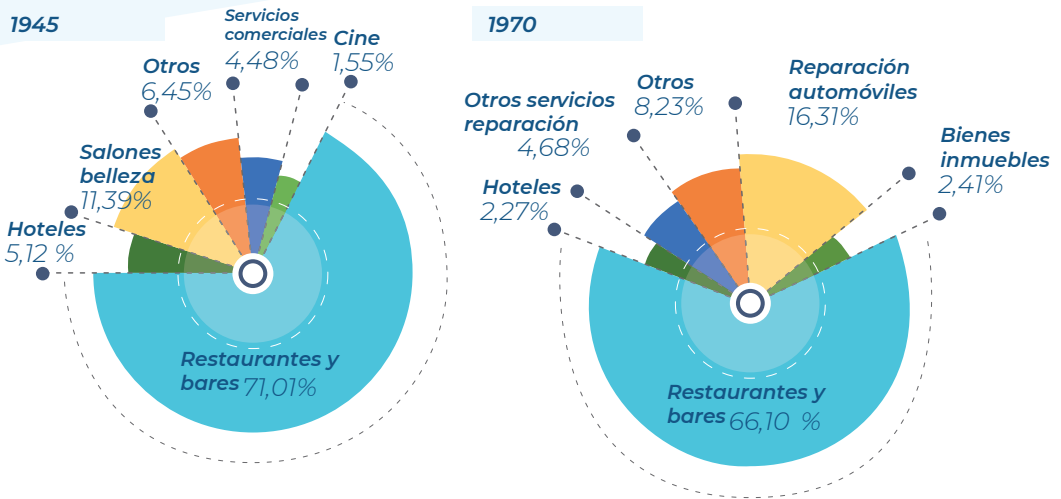 1945
Servicios
comerciales
4,48%
Cine
1,55%
Otros
6,45%
Salones
belleza
11,39%
Hoteles
5,12 %
Restaurantes y
bares 71,01%
1970
Reparación
automóviles
16,31%
Otros
8,23%
Otros servicios
reparación
4,68%
Bienes
inmuebles
2,41%
Hoteles
2,27%
Restaurantes y
bares 66,10 %